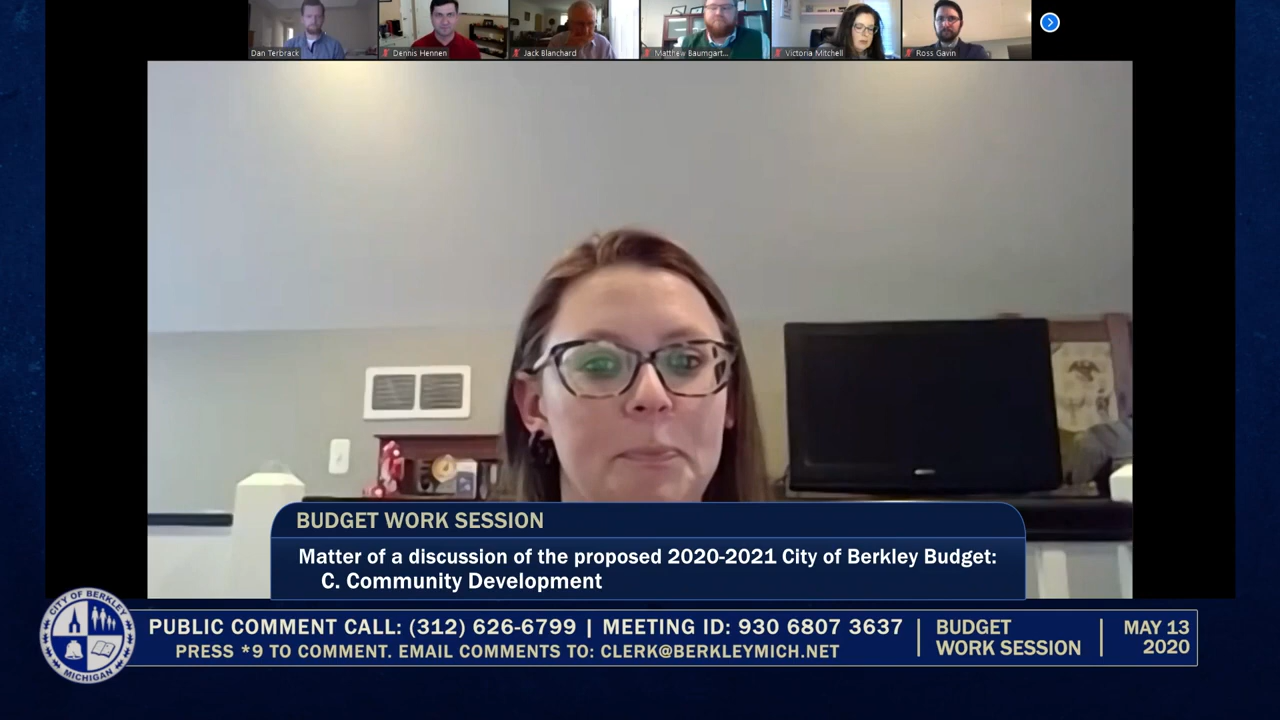 Dan Terbrack
Dennis Hennen
Jack Blanchard
Matthew Baumgart...
Victoria Mitchell
Ross Gavin
BUDGET WORK SESSION
Matter of a discussion of the proposed 2020-2021 City of Berkley Budget:
C. Community Development
CITY OF BERKLEY
MICHIGAN
PUBLIC COMMENT CALL: (312) 626-6799 | MEETING ID: 930 6807 3637
PRESS *9 TO COMMENT. EMAIL COMMENTS TO: CLERK@BERKLEYMICH.NET
BUDGET
WORK SESSION
MAY 13
2020